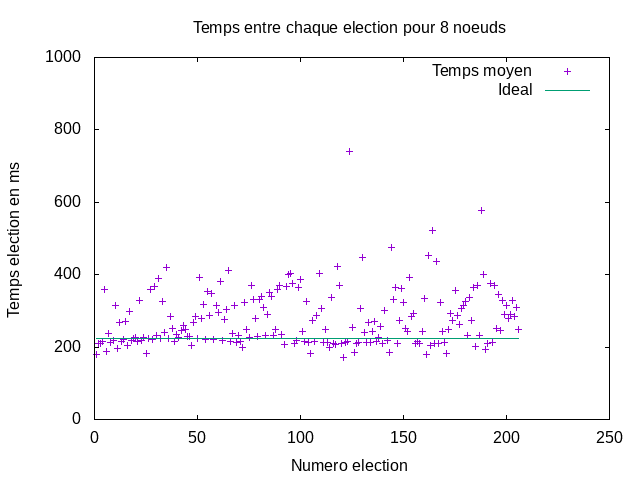 Temps entre chaque election pour 8 noeuds
Temps moyen
Ideal
Temps election en ms
1000
800
600
400
200
0
0 50 100 150 200 250
Numero election